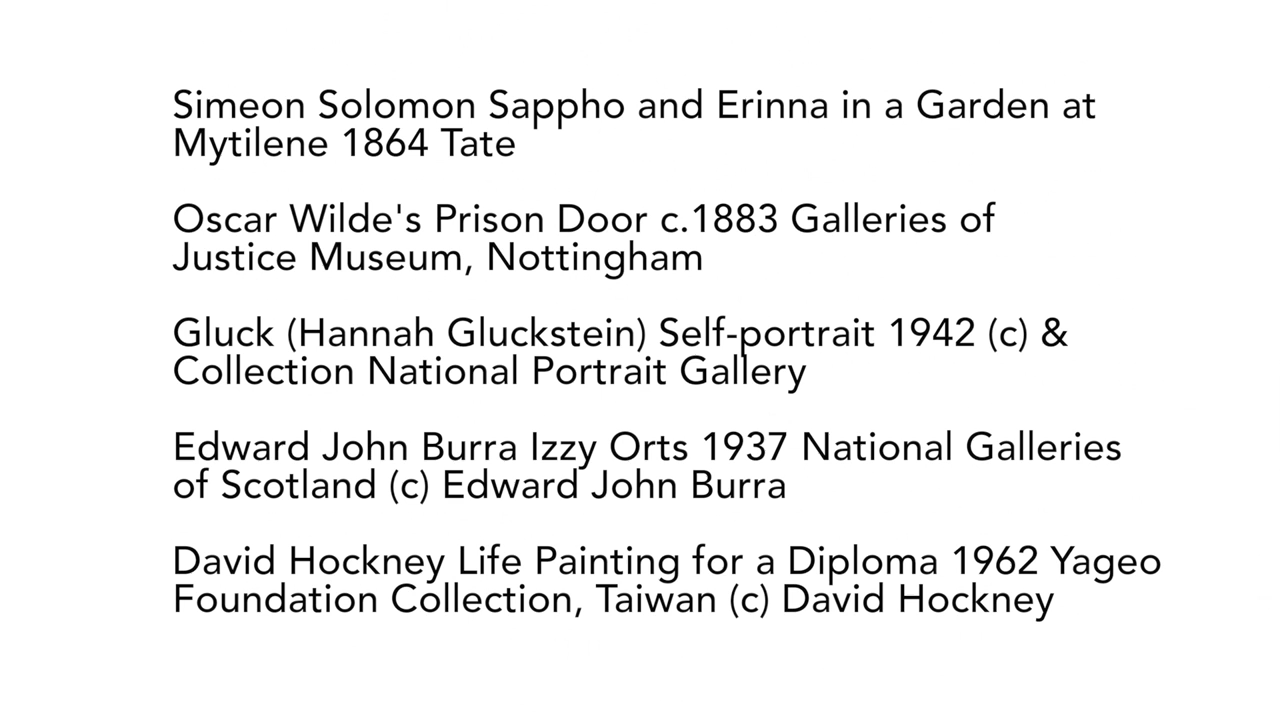 Simeon Solomon Sappho and Erinna in a Garden at
Mytilene 1864 Tate
Oscar Wilde's Prison Door c.1883 Galleries of
Justice Museum, Nottingham
Gluck (Hannah Gluckstein) Self-portrait 1942 (c) &
Collection National Portrait Gallery
Edward John Burra Izzy Orts 1937 National Galleries
of Scotland (c) Edward John Burra
David Hockney Life Painting for a Diploma 1962 Yageo
Foundation Collection, Taiwan (c) David Hockney